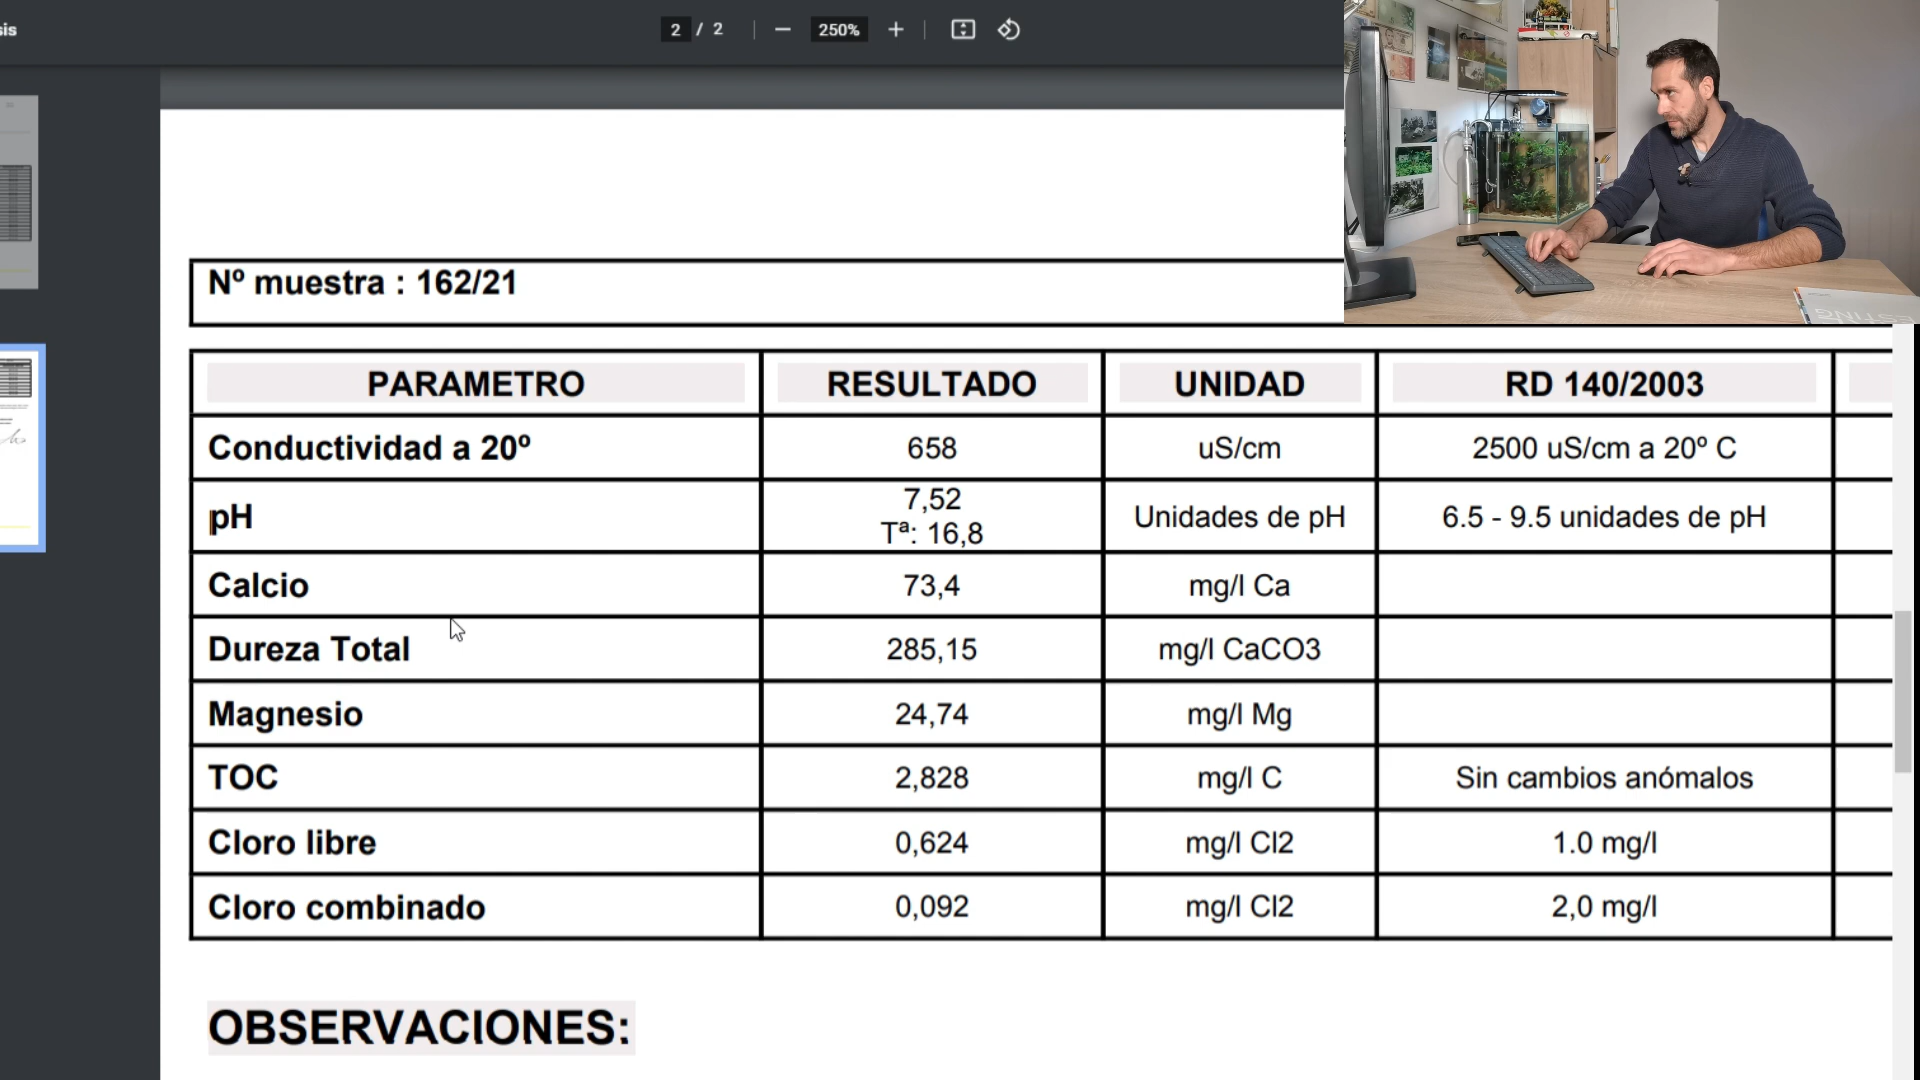 sis
2 / 2
250%
Nº muestra : 162/21
PARAMETRO RESULTADO UNIDAD RD 140/2003
Conductividad a 20º 658 uS/cm 2500 uS/cm a 20º C
pH 7,52 Tª: 16,8 Unidades de pH 6.5 - 9.5 unidades de pH
Calcio 73,4 mg/l Ca
Dureza Total 285,15 mg/l CaCO3
Magnesio 24,74 mg/l Mg
TOC 2,828 mg/l C Sin cambios anómalos
Cloro libre 0,624 mg/l Cl2 1.0 mg/l
Cloro combinado 0,092 mg/l Cl2 2,0 mg/l
OBSERVACIONES: